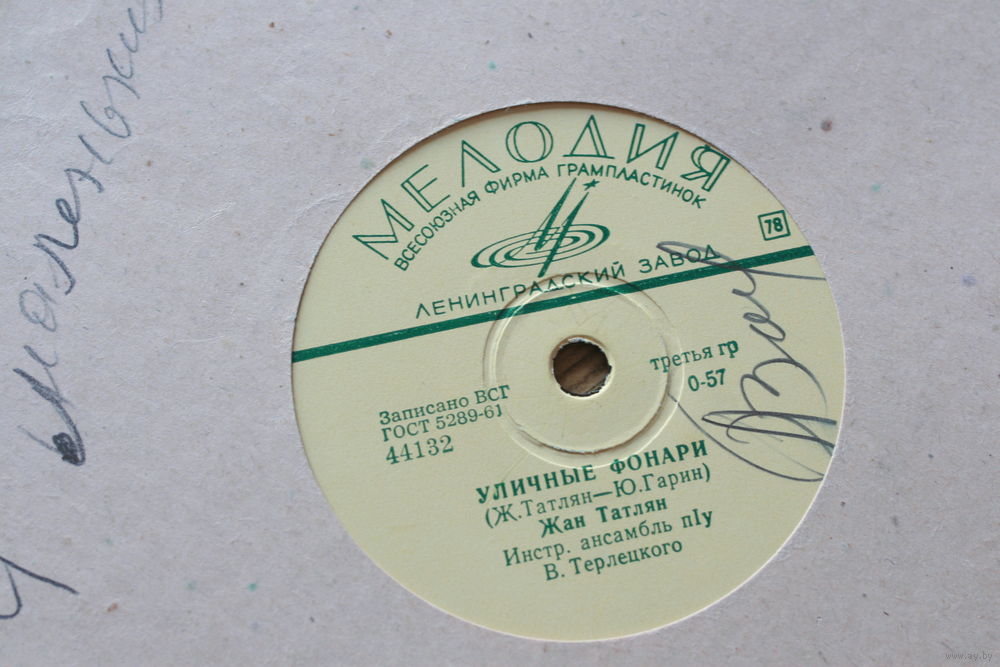 МЕЛОДИЯ
ВСЕСОЮЗНАЯ ФИРМА ГРАМПЛАСТИНОК
78
ЛЕНИНГРАДСКИЙ ЗАВОД
третья гр
0-57
Записано ВСГ
ГОСТ 5289-61
44132
УЛИЧНЫЕ ФОНАРИ
(Ж.Татлян—Ю.Гарин)
Жан Татлян
Инстр. ансамбль п/у
В. Терлецкого
www.ay.by